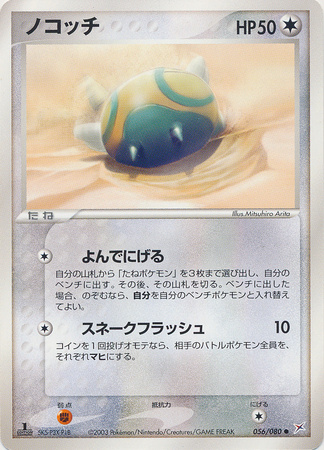 ノコッチ HP50
たね
Illus.Mitsuhiro Arita
よんでにげる
自分の山札から「たねポケモン」を3枚まで選び出し、自分の
ベンチに出す。その後、その山札を切る。ベンチに出した
場合、のぞむなら、自分を自分のベンチポケモンと入れ替え
てよい。
スネークフラッシュ 10
コインを1回投げオモテなら、相手のバトルポケモン全員を、
それぞれマヒにする。
弱点 抵抗力 にげる
1
EDITION
©2003 Pokémon/Nintendo/Creatures/GAME FREAK
056/080